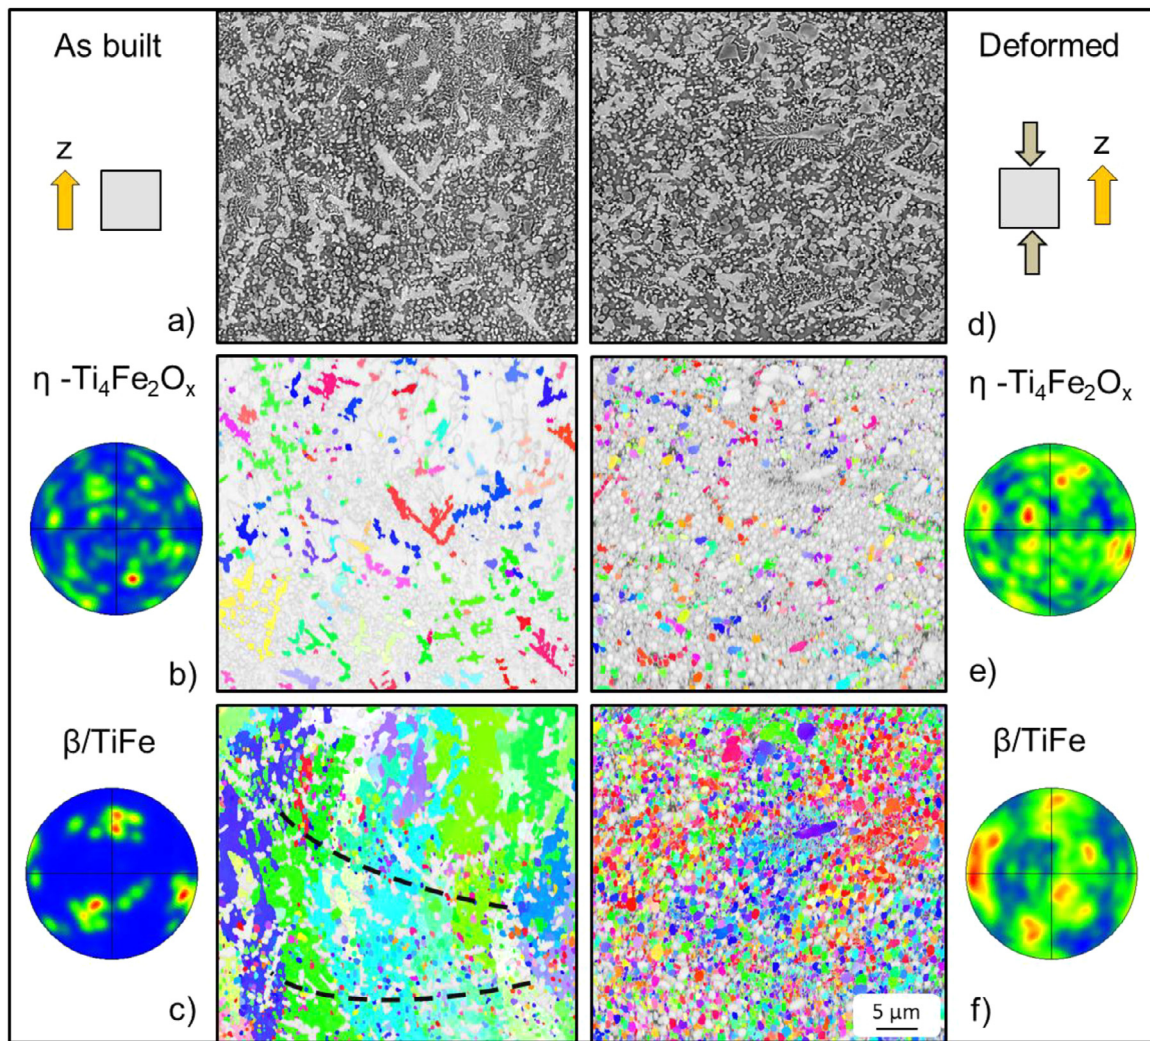 As built
Deformed
z
z
a)
d)
η -Ti₄Fe₂Oₓ
η -Ti₄Fe₂Oₓ
b)
e)
β/TiFe
β/TiFe
c)
5 µm
f)